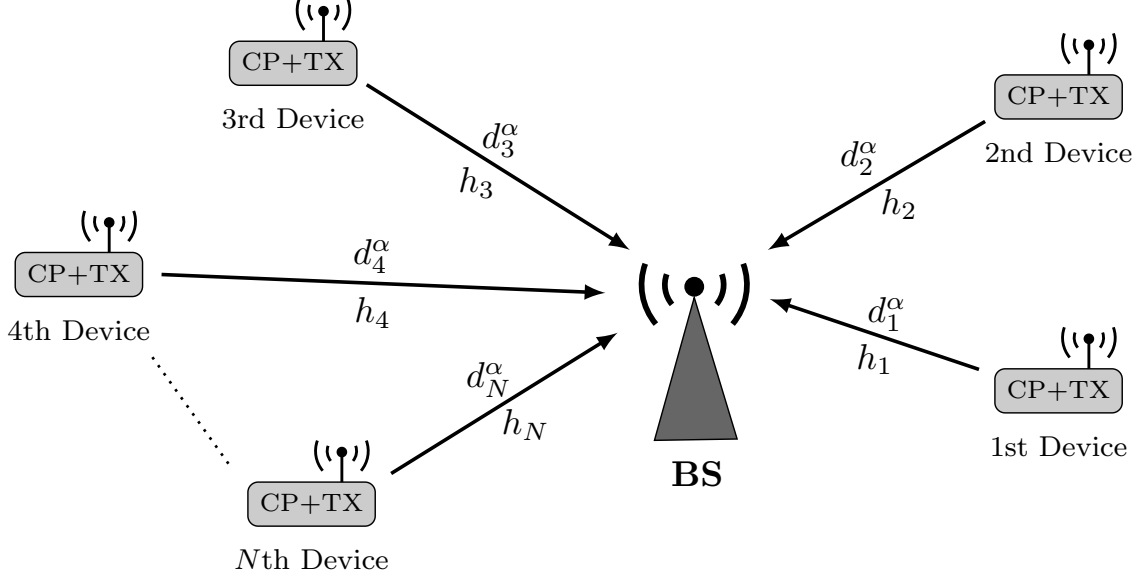 CP+TX
3rd Device
CP+TX
2nd Device
d_3^α
h_3
d_2^α
h_2
CP+TX
4th Device
d_4^α
h_4
d_1^α
h_1
CP+TX
1st Device
d_N^α
h_N
BS
CP+TX
Nth Device